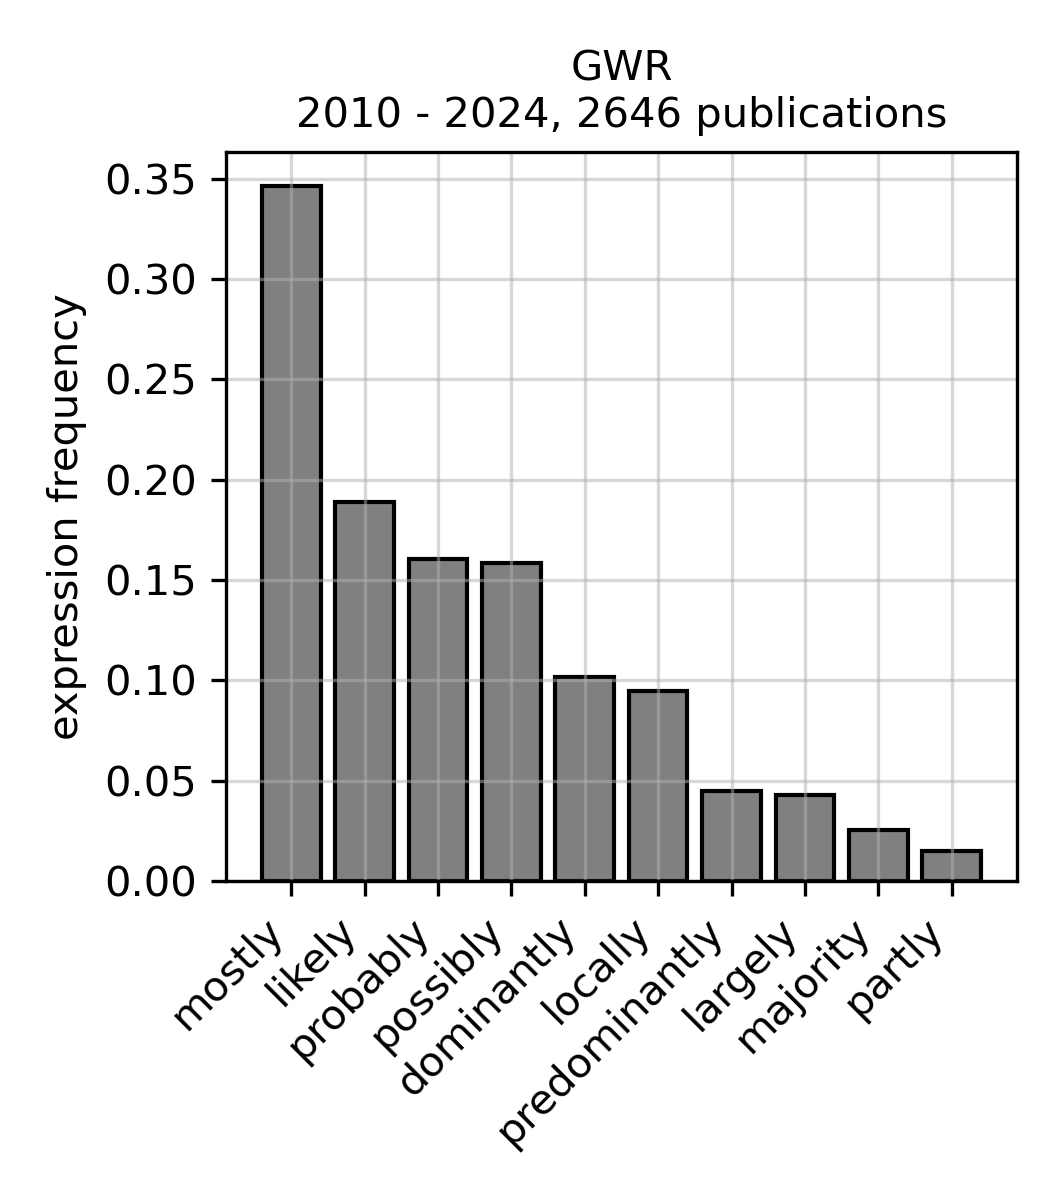 GWR
2010 - 2024, 2646 publications
expression frequency
0.35
0.30
0.25
0.20
0.15
0.10
0.05
0.00
mostly
likely
probably
possibly
dominantly
locally
predominantly
largely
majority
partly